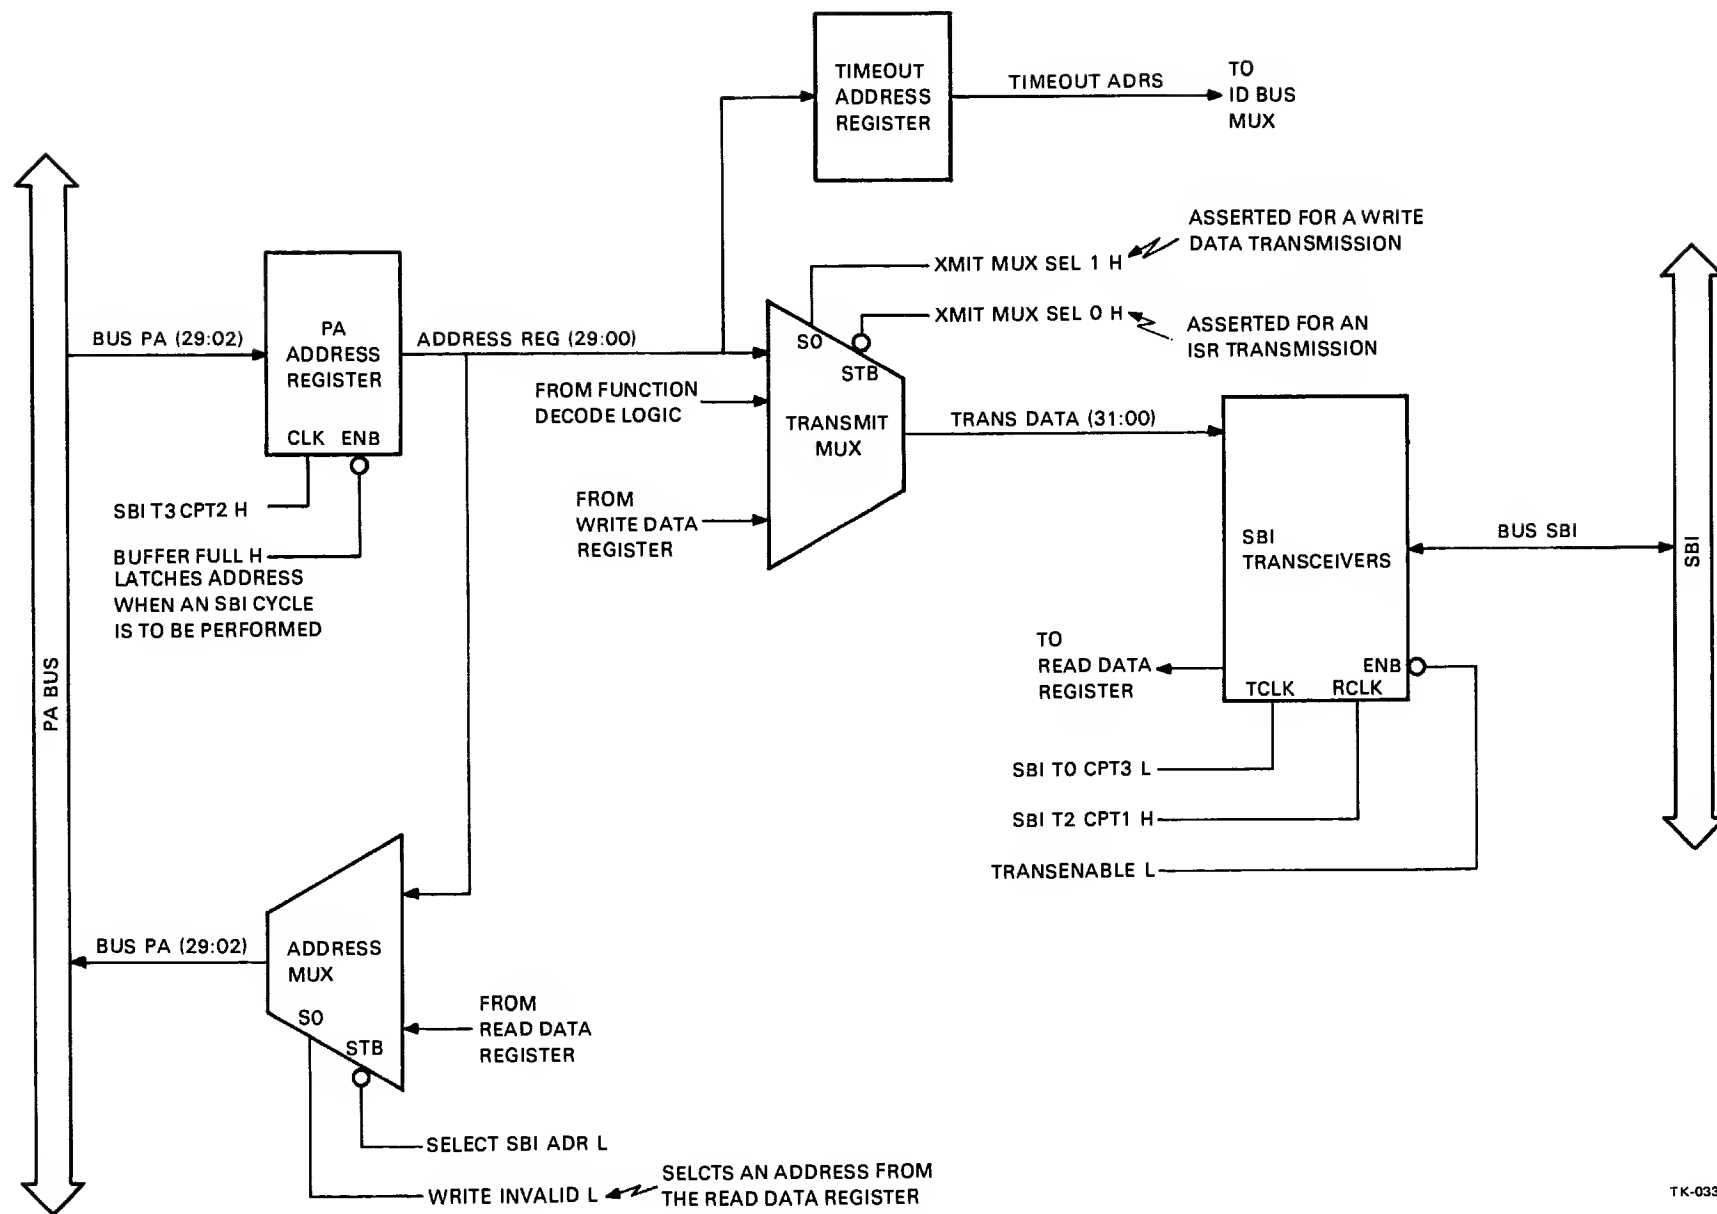 TIMEOUT
ADDRESS
REGISTER
TIMEOUT ADRS
TO
ID BUS
MUX
ASSERTED FOR A WRITE
DATA TRANSMISSION
XMIT MUX SEL 1 H
XMIT MUX SEL 0 H
ASSERTED FOR AN
ISR TRANSMISSION
BUS PA (29:02)
PA
ADDRESS
REGISTER
CLK ENB
ADDRESS REG (29:00)
S0
STB
TRANSMIT
MUX
FROM FUNCTION
DECODE LOGIC
FROM
WRITE DATA
REGISTER
TRANS DATA (31:00)
SBI T3 CPT2 H
BUFFER FULL H
LATCHES ADDRESS
WHEN AN SBI CYCLE
IS TO BE PERFORMED
SBI
TRANSCEIVERS
ENB
TCLK RCLK
BUS SBI
SBI
TO
READ DATA
REGISTER
SBI T0 CPT3 L
SBI T2 CPT1 H
TRANSENABLE L
PA BUS
BUS PA (29:02)
ADDRESS
MUX
S0
STB
FROM
READ DATA
REGISTER
SELECT SBI ADR L
WRITE INVALID L
SELCTS AN ADDRESS FROM
THE READ DATA REGISTER
TK-033